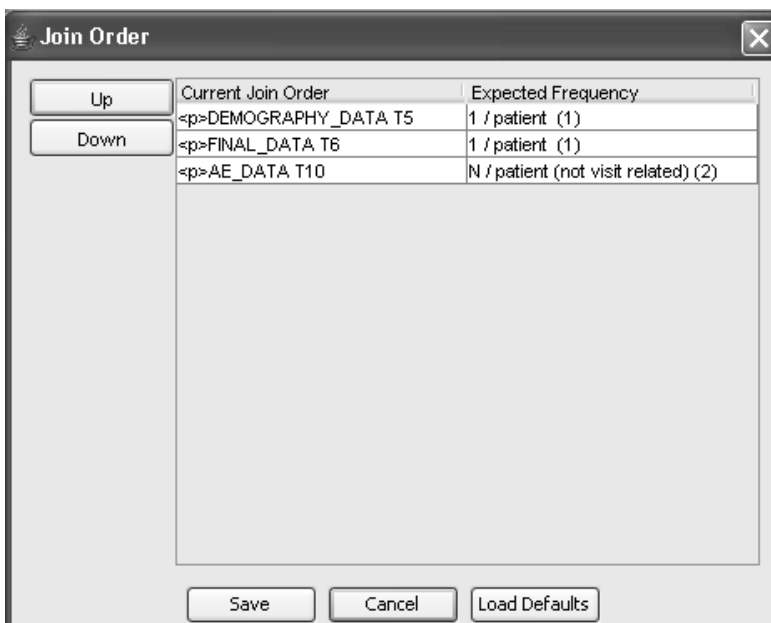 Join Order
Up
Down
Current Join Order Expected Frequency
<p>DEMOGRAPHY_DATA T5 1 / patient (1)
<p>FINAL_DATA T6 1 / patient (1)
<p>AE_DATA T10 N / patient (not visit related) (2)
Save Cancel Load Defaults